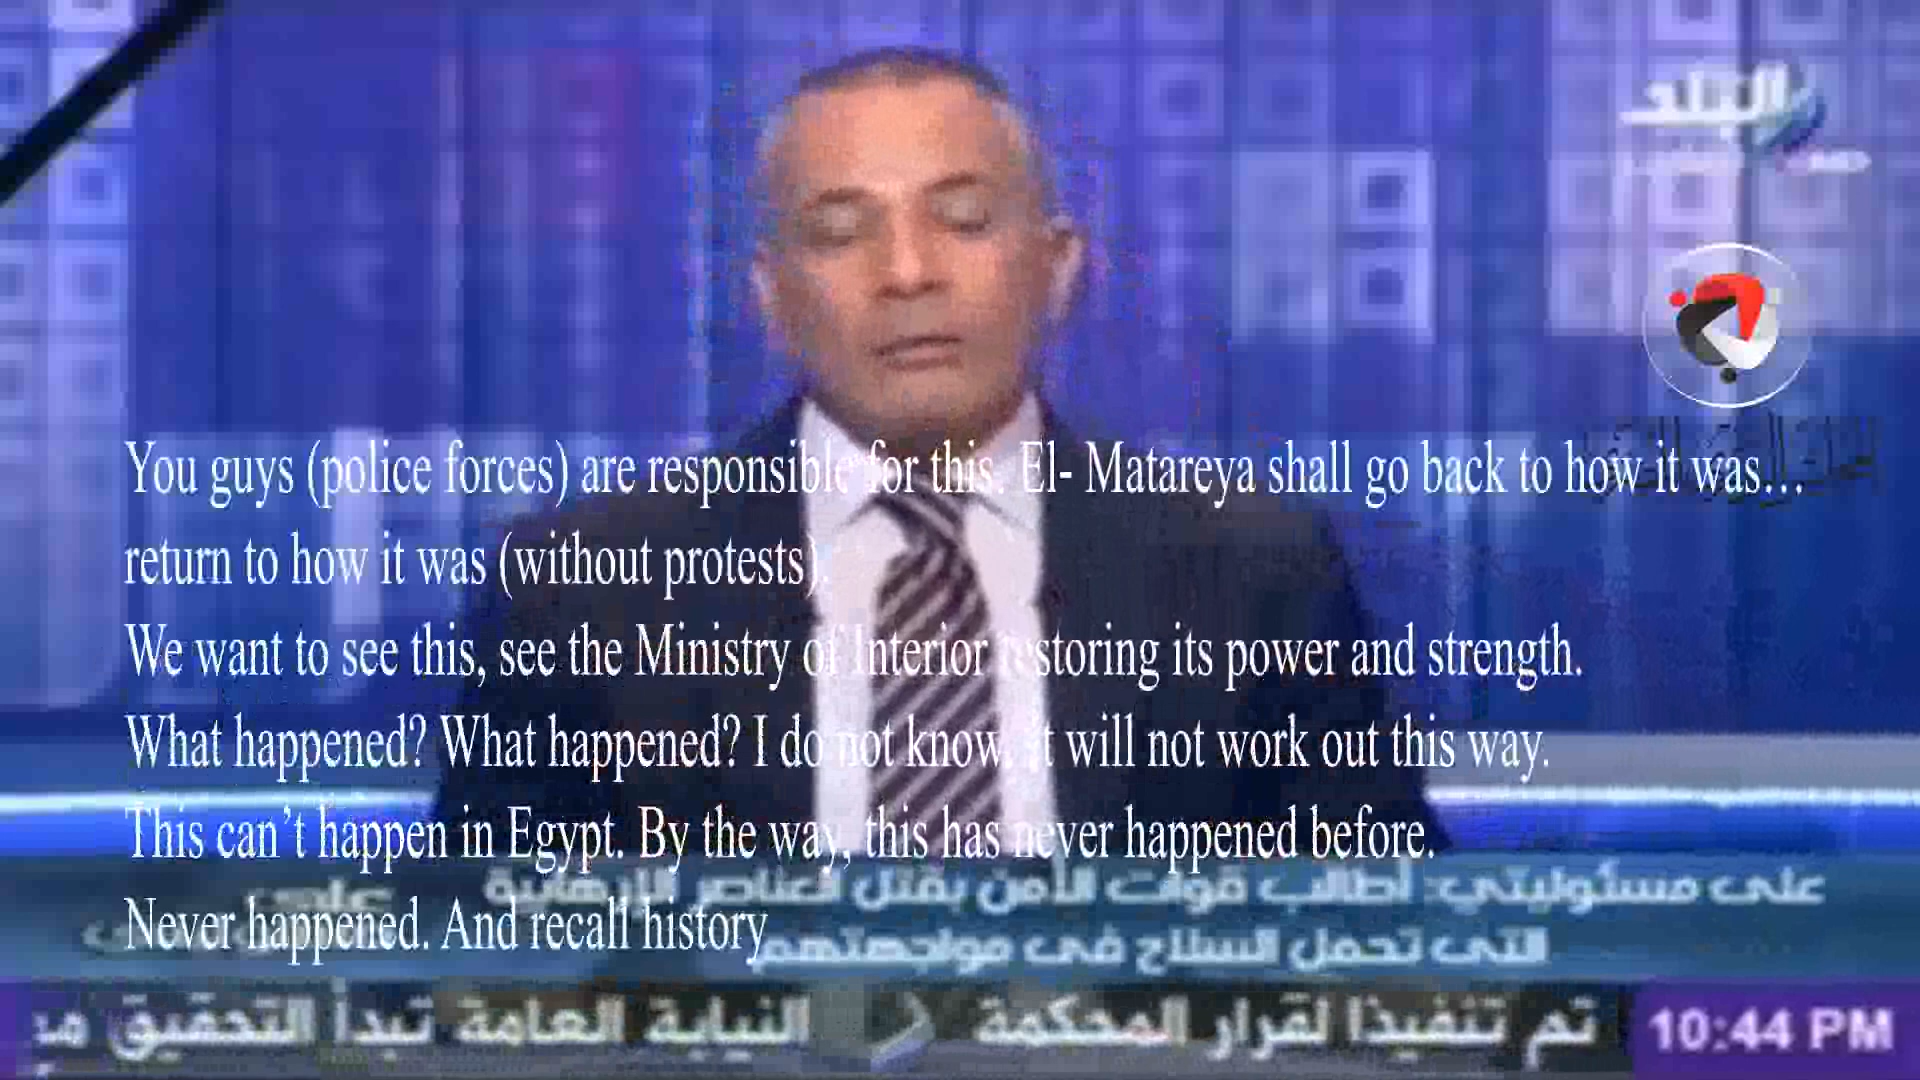 البلد
You guys (police forces) are responsible for this. El- Matareya shall go back to how it was…
return to how it was (without protests).
We want to see this, see the Ministry of Interior restoring its power and strength.
What happened? What happened? I do not know. It will not work out this way.
This can’t happen in Egypt. By the way, this has never happened before.
Never happened. And recall history
على مسئوليتي: أطالب قوات الأمن بقتل العناصر الإرهابية
التى تحمل السلاح فى مواجهتهم
تم تنفيذا لقرار المحكمة النيابة العامة تبدأ التحقيق مع
10:44 PM